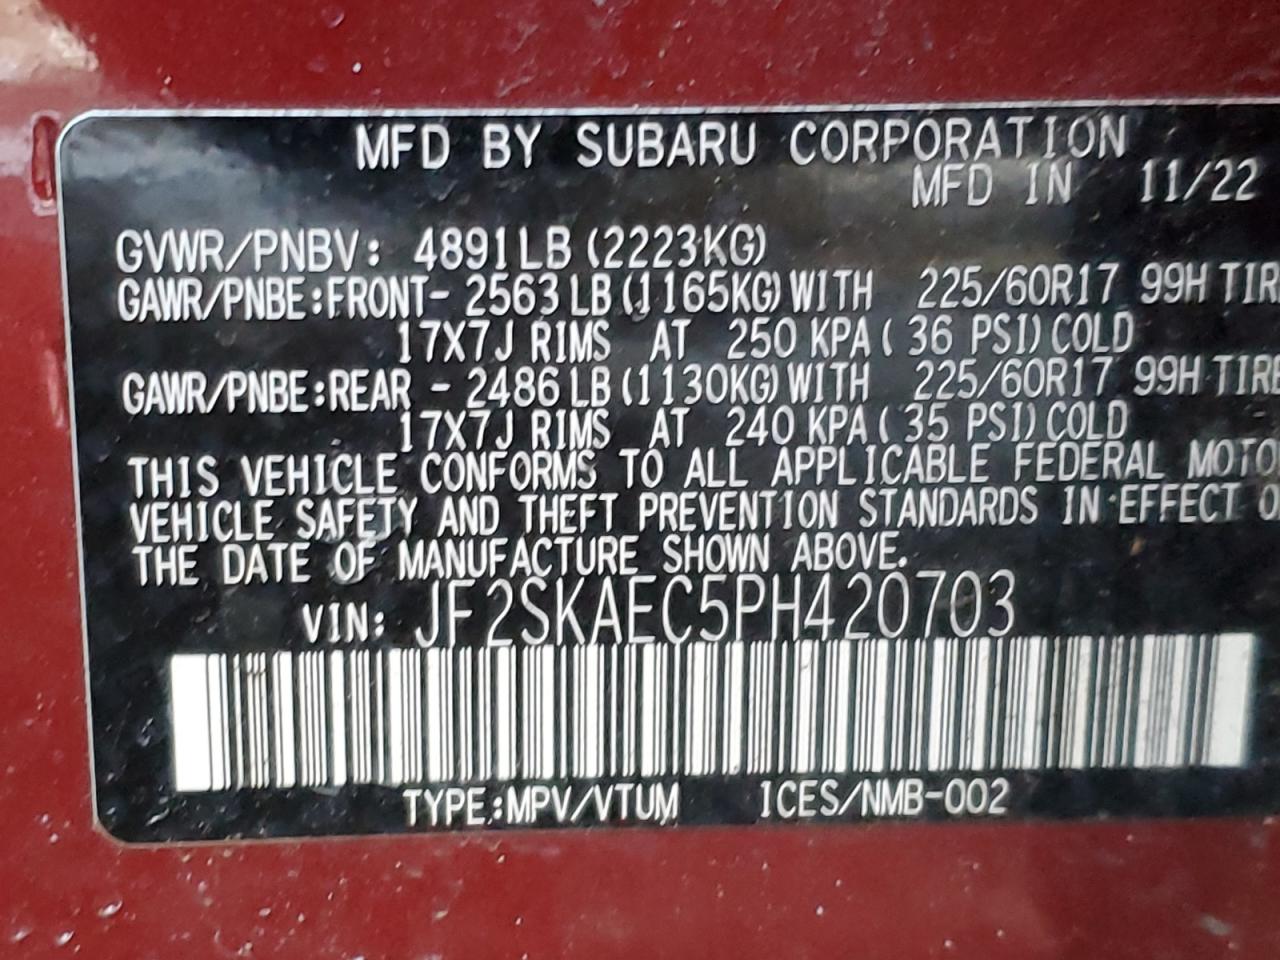 MFD BY SUBARU CORPORATION
MFD IN 11/22
GVWR/PNBV: 4891LB (2223KG)
GAWR/PNBE:FRONT- 2563 LB (1165KG) WITH 225/60R17 99H TIR
17X7J RIMS AT 250 KPA ( 36 PSI) COLD
GAWR/PNBE:REAR - 2486 LB (1130KG) WITH 225/60R17 99H TIRE
17X7J RIMS AT 240 KPA ( 35 PSI) COLD
THIS VEHICLE CONFORMS TO ALL APPLICABLE FEDERAL MOTO
VEHICLE SAFETY AND THEFT PREVENTION STANDARDS IN EFFECT O
THE DATE OF MANUFACTURE SHOWN ABOVE.
VIN: JF2SKAEC5PH420703
TYPE:MPV/VTUM ICES/NMB-002